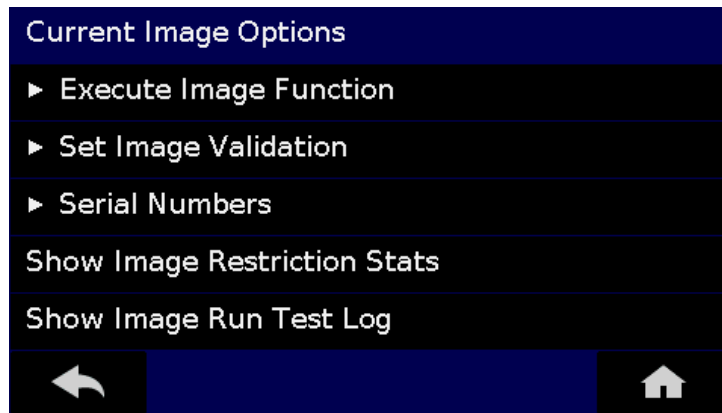 Current Image Options
Execute Image Function
Set Image Validation
Serial Numbers
Show Image Restriction Stats
Show Image Run Test Log